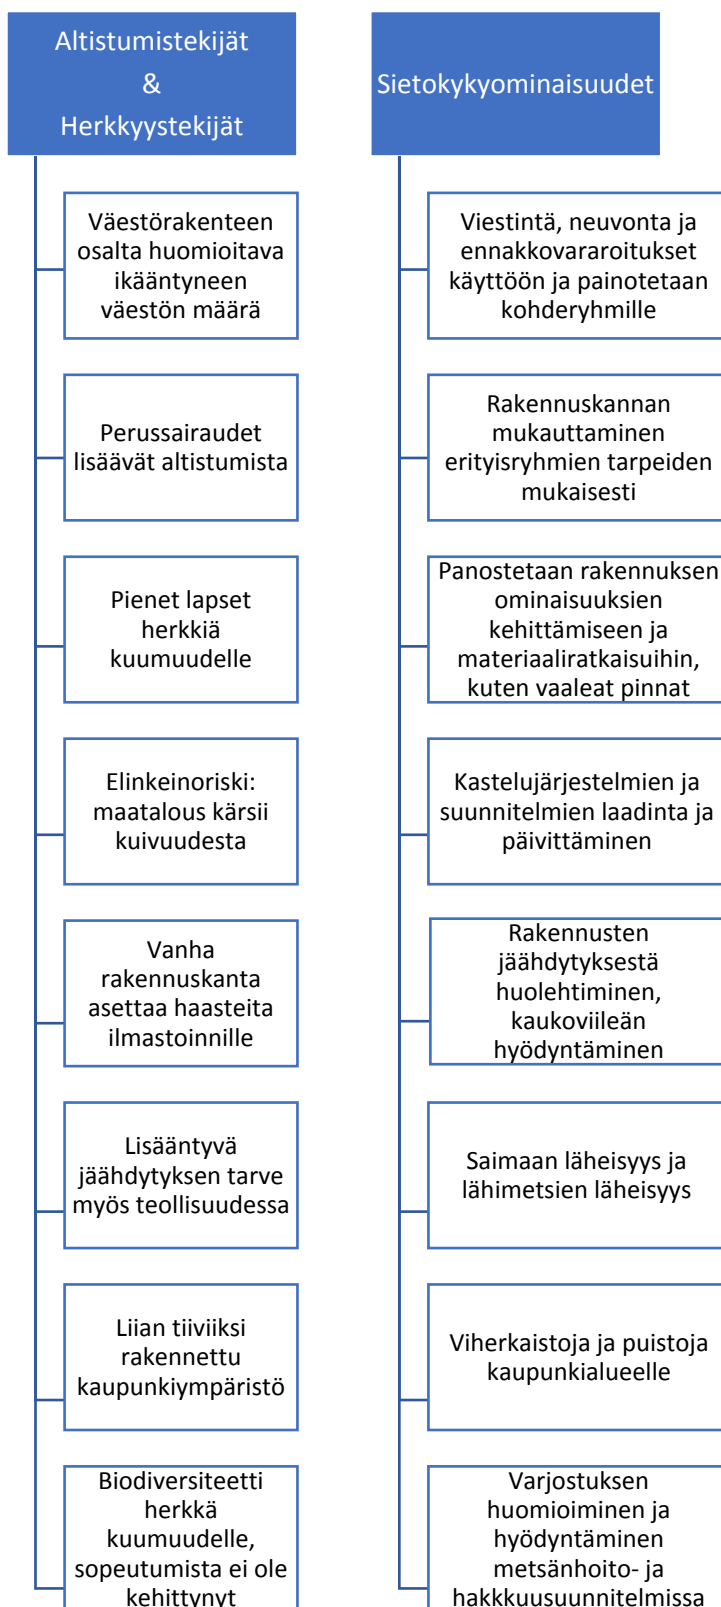 Altistumistekijät
&
Herkkyystekijät
Väestörakenteen
osalta huomioitava
ikääntyneen
väestön määrä
Perussairaudet
lisäävät altistumista
Pienet lapset
herkkiä
kuumuudelle
Elinkeinoriski:
maatalous kärsii
kuivuudesta
Vanha
rakennuskanta
asettaa haasteita
ilmastoinnille
Lisääntyvä
jäähdytyksen tarve
myös teollisuudessa
Liian tiiviiksi
rakennettu
kaupunkiympäristö
Biodiversiteetti
herkkä
kuumuudelle,
sopeutumista ei ole
kehittynyt
Sietokykyominaisuudet
Viestintä, neuvonta ja
ennakkovararoitukset
käyttöön ja painotetaan
kohderyhmille
Rakennuskannan
mukauttaminen
erityisryhmien tarpeiden
mukaisesti
Panostetaan rakennuksen
ominaisuuksien
kehittämiseen ja
materiaaliratkaisuihin,
kuten vaaleat pinnat
Kastelujärjestelmien ja
suunnitelmien laadinta ja
päivittäminen
Rakennusten
jäähdytyksestä
huolehtiminen,
kaukoviileän
hyödyntäminen
Saimaan läheisyys ja
lähimetsien läheisyys
Viherkaistoja ja puistoja
kaupunkialueelle
Varjostuksen
huomioiminen ja
hyödyntäminen
metsänhoito- ja
hakkkuusuunnitelmissa